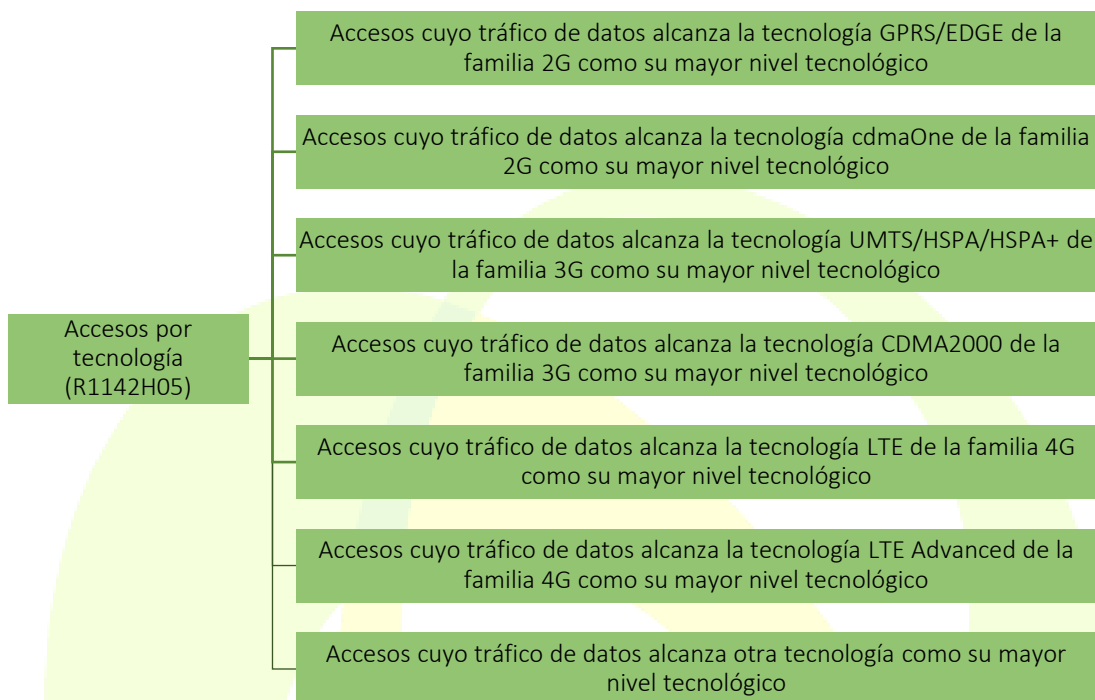 Accesos cuyo tráfico de datos alcanza la tecnología GPRS/EDGE de la
familia 2G como su mayor nivel tecnológico
Accesos cuyo tráfico de datos alcanza la tecnología cdmaOne de la familia
2G como su mayor nivel tecnológico
Accesos cuyo tráfico de datos alcanza la tecnología UMTS/HSPA/HSPA+ de
la familia 3G como su mayor nivel tecnológico
Accesos por
tecnología
(R1142H05)
Accesos cuyo tráfico de datos alcanza la tecnología CDMA2000 de la
familia 3G como su mayor nivel tecnológico
Accesos cuyo tráfico de datos alcanza la tecnología LTE de la familia 4G
como su mayor nivel tecnológico
Accesos cuyo tráfico de datos alcanza la tecnología LTE Advanced de la
familia 4G como su mayor nivel tecnológico
Accesos cuyo tráfico de datos alcanza otra tecnología como su mayor
nivel tecnológico